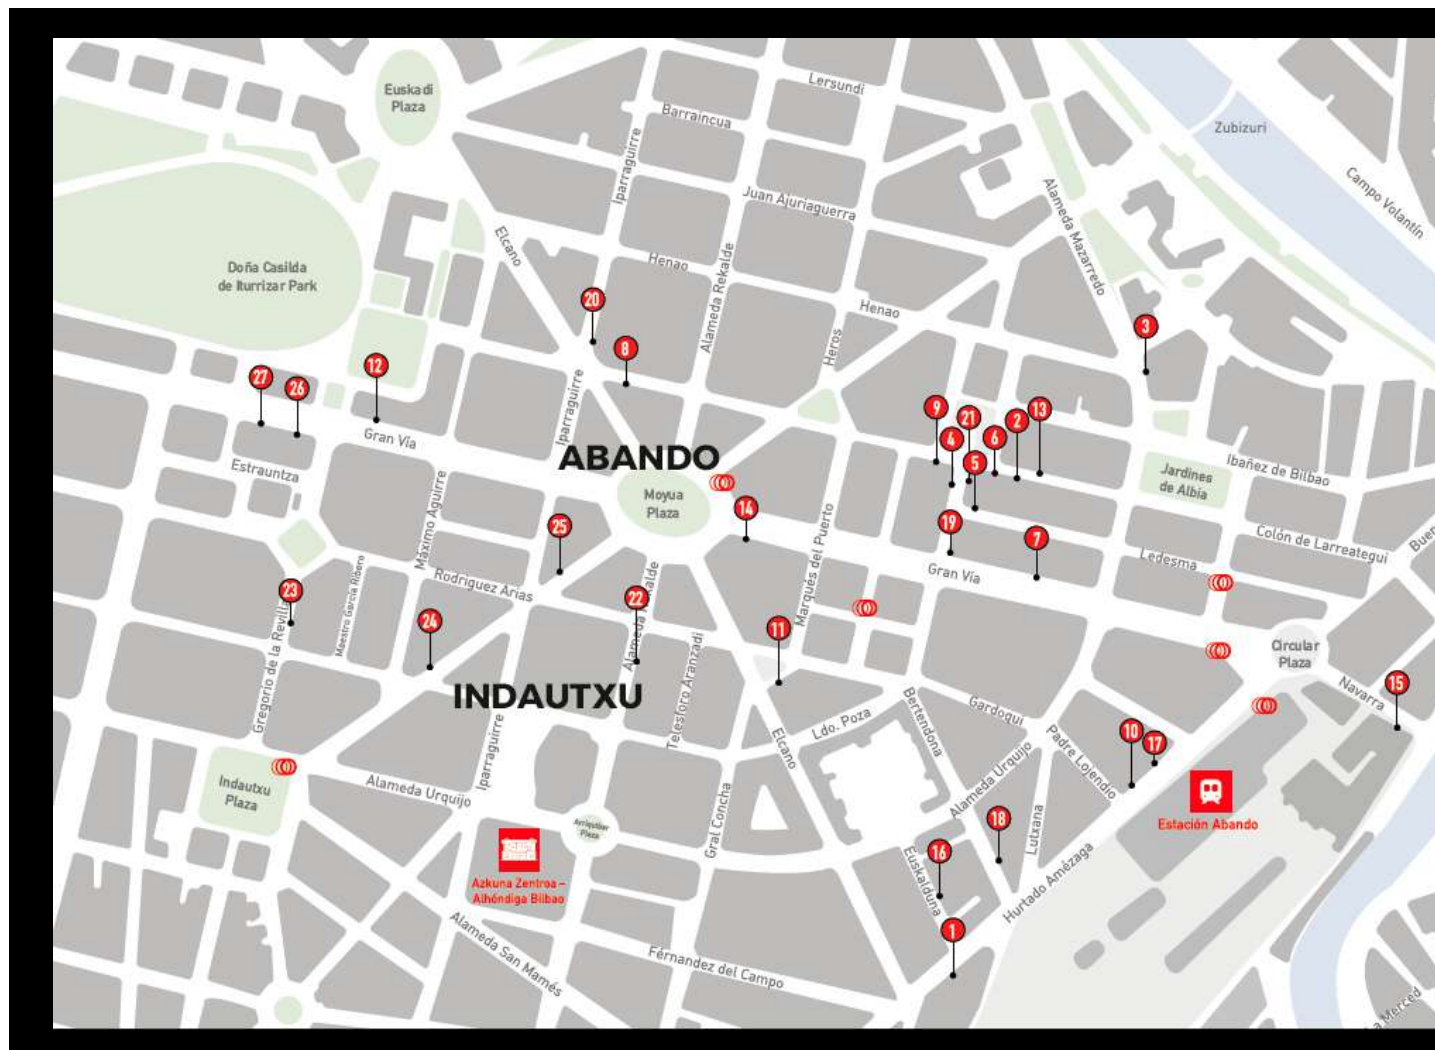 Euskadi
Plaza
Lersundi
Barraincua
Iparraguirre
Juan Ajuriaguerra
Zubizuri
Campo Volantín
Alameda Mazarredo
Elcano
Henao
Alameda Rekalde
Doña Casilda
de Iturrizar Park
Henao
Heros
20
3
8
12
27
26
Iparraguirre
9
21
2
13
4
6
5
Gran Vía
Estrauntza
ABANDO
Moyua
Plaza
Máximo Aguirre
14
25
19
7
Marqués del Puerto
Jardines
de Albia
Ibañez de Bilbao
Colón de Larreategui
Ledesma
Gran Vía
Rodriguez Arias
Maestro García Ribero
23
24
22
11
Gregorio de la Revilla
Telesforo Aranzadi
INDAUTXU
Circular
Plaza
Navarra
15
Bertendona
Gardoqui
Ldo. Poza
Elcano
10
17
Padre Lojendio
Alameda Urquijo
Iparraguirre
Indautxu
Plaza
Alameda Urquijo
Gral Concha
Arriquibar
Plaza
Estación Abando
18
Lutxana
16
Euskalduna
Hurtado Amézaga
Azkuna Zentroa –
Alhóndiga Bilbao
1
Alameda San Mamés
Férnandez del Campo